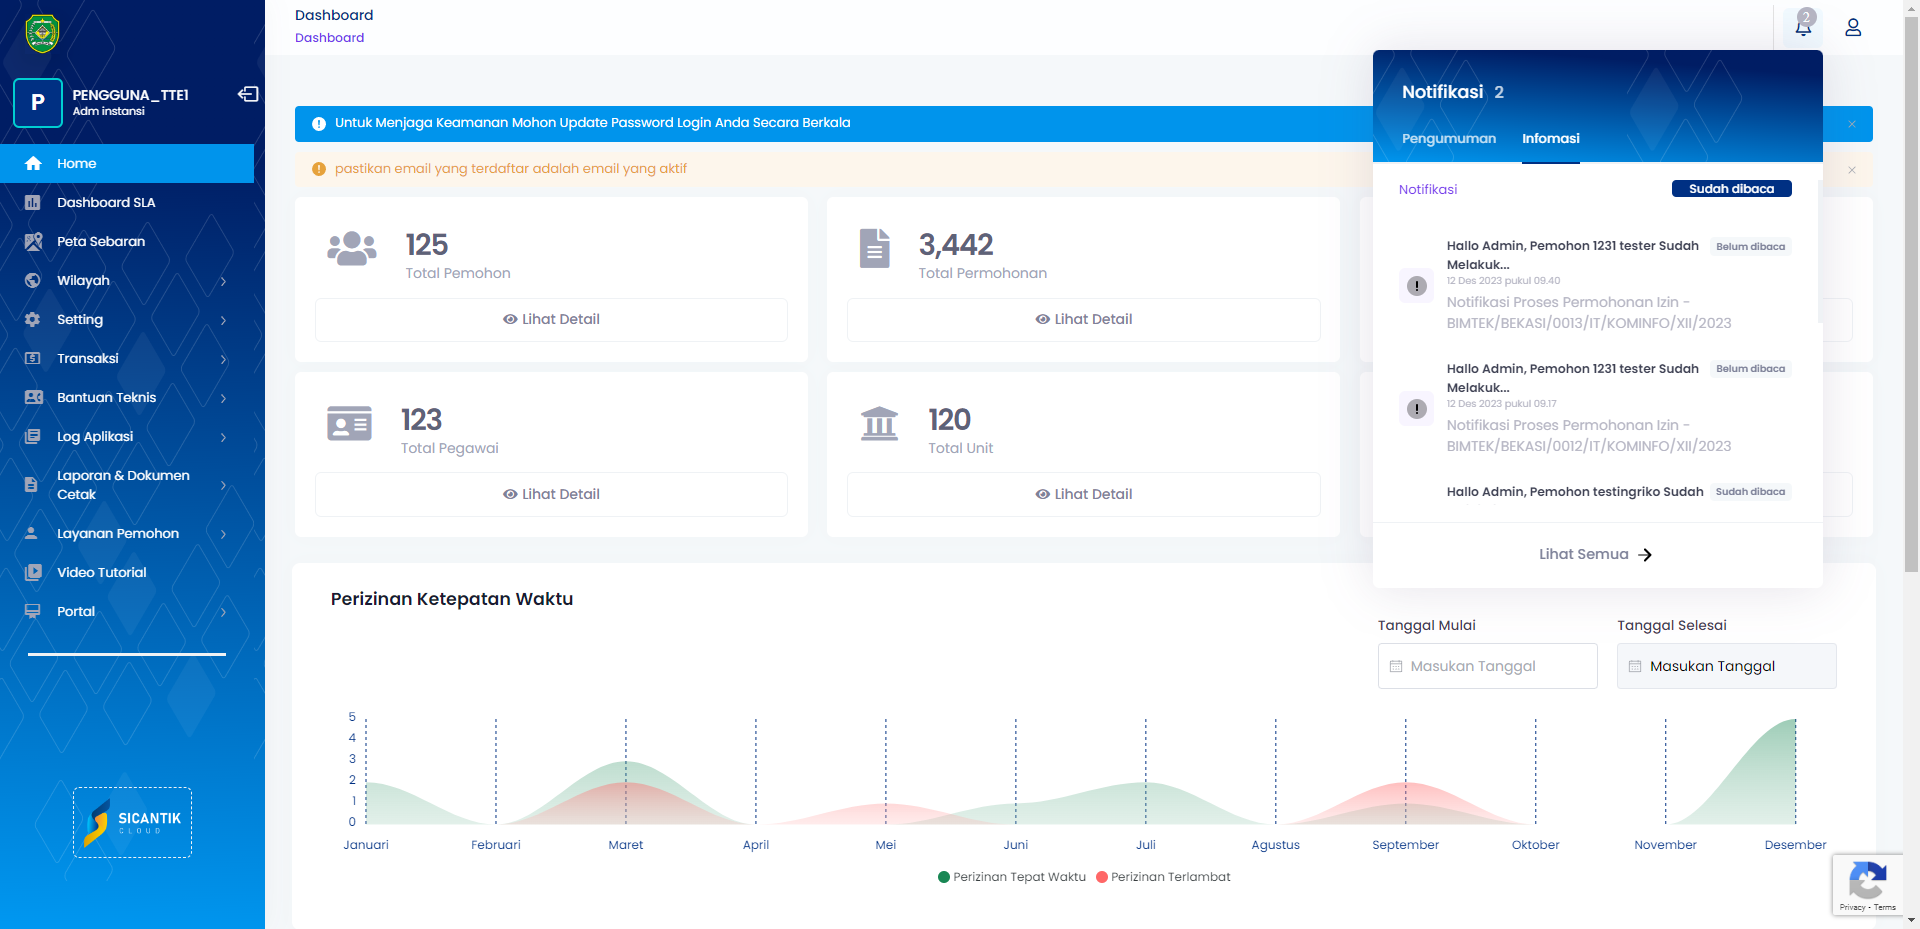 Dashboard
Dashboard
2
P
PENGGUNA_TTE1
Adm instansi
Home
Dashboard SLA
Peta Sebaran
Wilayah
Setting
Transaksi
Bantuan Teknis
Log Aplikasi
Laporan & Dokumen
Cetak
Layanan Pemohon
Video Tutorial
Portal
SICANTIK
CLOUD
Untuk Menjaga Keamanan Mohon Update Password Login Anda Secara Berkala
pastikan email yang terdaftar adalah email yang aktif
125
Total Pemohon
Lihat Detail
3,442
Total Permohonan
Lihat Detail
123
Total Pegawai
Lihat Detail
120
Total Unit
Lihat Detail
Notifikasi 2
Pengumuman Infomasi
Notifikasi Sudah dibaca
Hallo Admin, Pemohon 1231 tester Sudah Belum dibaca
Melakuk...
12 Des 2023 pukul 09.40
Notifikasi Proses Permohonan Izin -
BIMTEK/BEKASI/0013/IT/KOMINFO/XII/2023
Hallo Admin, Pemohon 1231 tester Sudah Belum dibaca
Melakuk...
12 Des 2023 pukul 09.17
Notifikasi Proses Permohonan Izin -
BIMTEK/BEKASI/0012/IT/KOMINFO/XII/2023
Hallo Admin, Pemohon testingriko Sudah Sudah dibaca
Lihat Semua
Perizinan Ketepatan Waktu
Tanggal Mulai Tanggal Selesai
Masukan Tanggal Masukan Tanggal
5
4
3
2
1
0
Januari Februari Maret April Mei Juni Juli Agustus September Oktober November Desember
Perizinan Tepat Waktu Perizinan Terlambat
Privacy - Terms